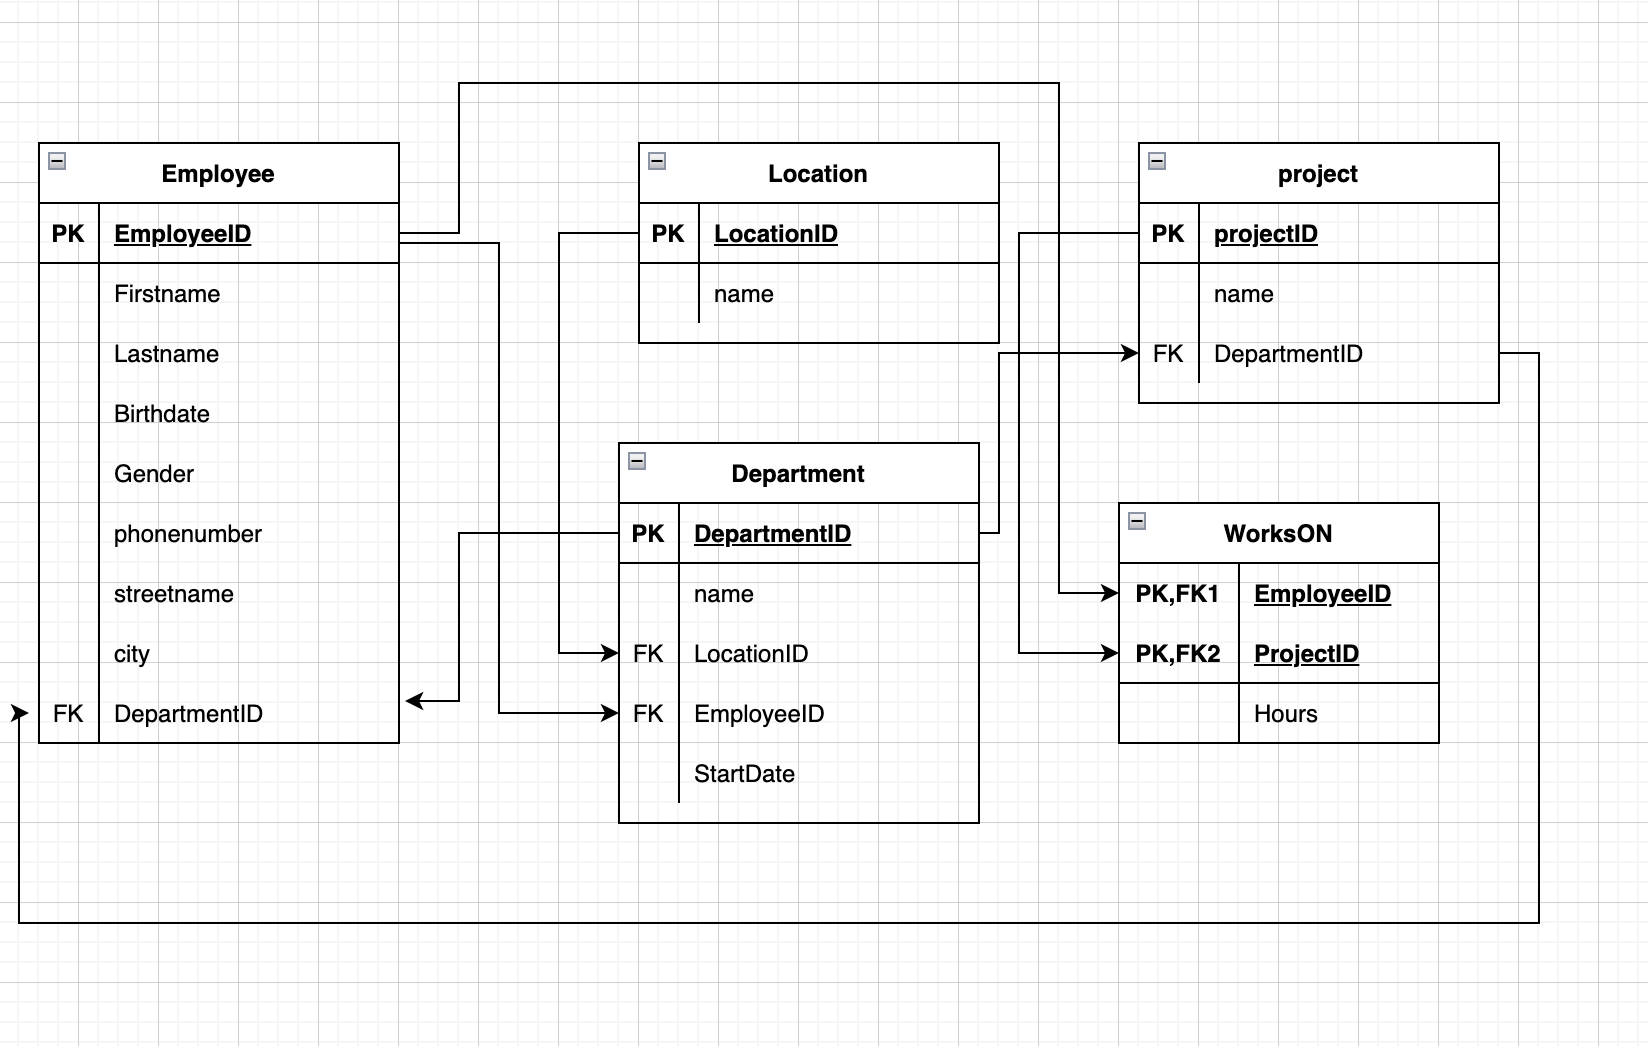 Employee
PK EmployeeID
Firstname
Lastname
Birthdate
Gender
phonenumber
streetname
city
FK DepartmentID
Location
PK LocationID
name
project
PK projectID
name
FK DepartmentID
Department
PK DepartmentID
name
FK LocationID
FK EmployeeID
StartDate
WorksON
PK,FK1 EmployeeID
PK,FK2 ProjectID
Hours